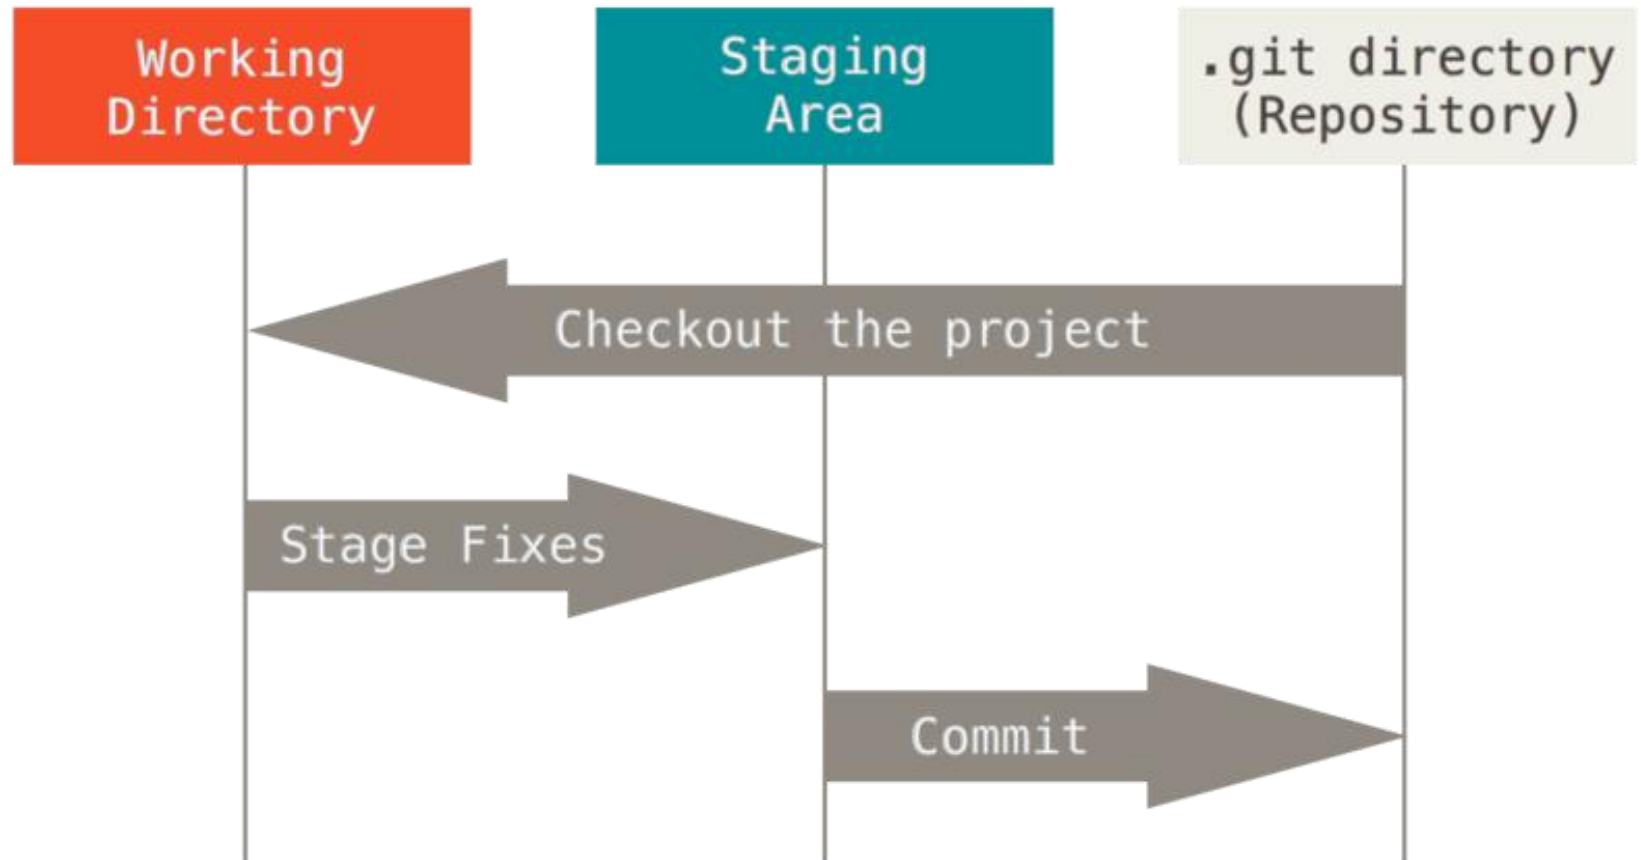 Working
Directory
Staging
Area
.git directory
(Repository)
Checkout the project
Stage Fixes
Commit